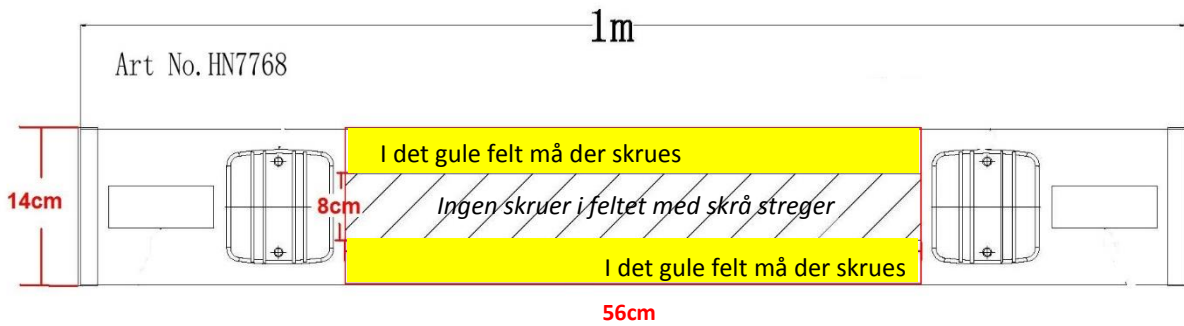 1m
Art No.HN7768
I det gule felt må der skrues
14cm
8cm
Ingen skruer i feltet med skrå streger
I det gule felt må der skrues
56cm